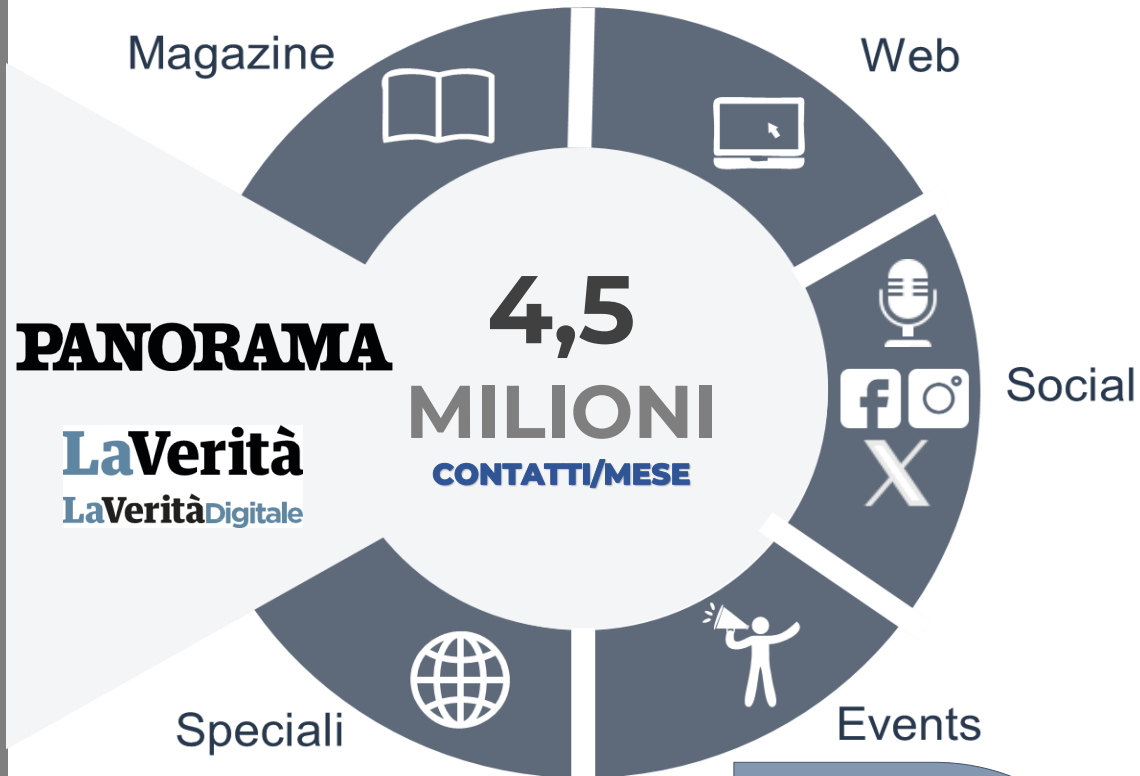 Magazine
Web
PANORAMA
LaVerità
LaVeritàDigitale
4,5
MILIONI
CONTATTI/MESE
Social
Speciali
Events